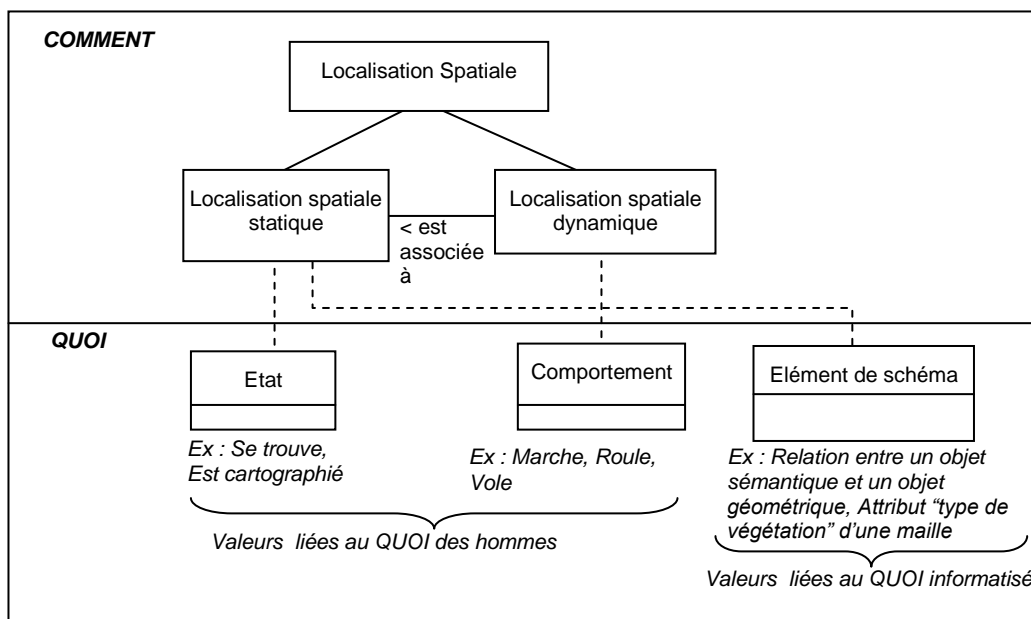 COMMENT
Localisation Spatiale
Localisation spatiale
statique
Localisation spatiale
dynamique
< est
associée
à
QUOI
Etat
Comportement
Elément de schéma
Ex : Se trouve,
Est cartographié
Ex : Marche, Roule,
Vole
Ex : Relation entre un objet
sémantique et un objet
géométrique, Attribut “type de
végétation” d’une maille
Valeurs liées au QUOI des hommes
Valeurs liées au QUOI informatisé